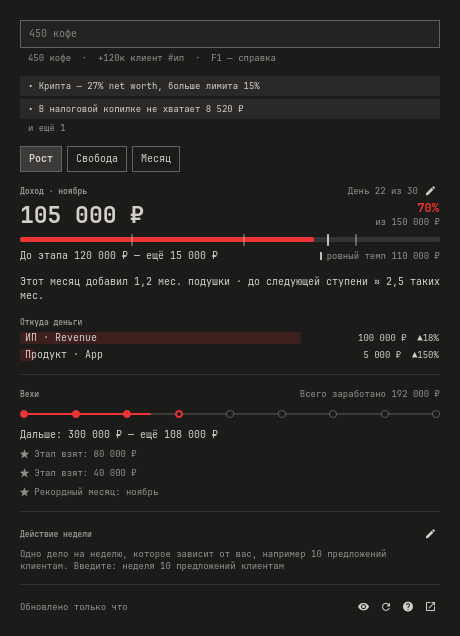 450 кофе
450 кофе · +120к клиент #ип · F1 — справка
• Крипта — 27% net worth, больше лимита 15%
• В налоговой копилке не хватает 8 520 ₽
и ещё 1
Рост Свобода Месяц
Доход · ноябрь День 22 из 30
105 000 ₽ 70%
из 150 000 ₽
До этапа 120 000 ₽ — ещё 15 000 ₽ ровный темп 110 000 ₽
Этот месяц добавил 1,2 мес. подушки · до следующей ступени ≈ 2,5 таких
мес.
Откуда деньги
ИП · Revenue 100 000 ₽ ▲18%
Продукт · App 5 000 ₽ ▲150%
Вехи Всего заработано 192 000 ₽
Дальше: 300 000 ₽ — ещё 108 000 ₽
★ Этап взят: 80 000 ₽
★ Этап взят: 40 000 ₽
★ Рекордный месяц: ноябрь
Действие недели
Одно дело на неделю, которое зависит от вас, например 10 предложений
клиентам. Введите: неделя 10 предложений клиентам
Обновлено только что